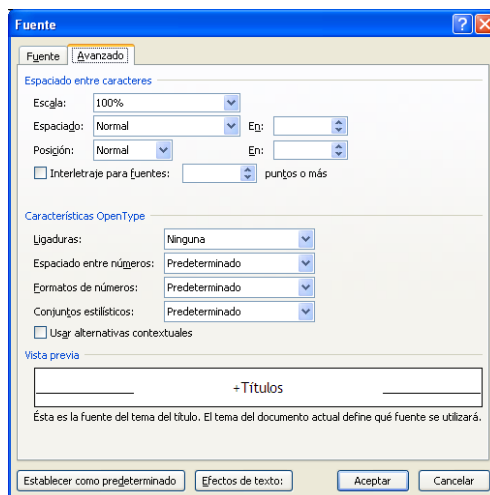 Fuente
Fuente Avanzado
Espaciado entre caracteres
Escala: 100%
Espaciado: Normal En:
Posición: Normal En:
Interletraje para fuentes: puntos o más
Características OpenType
Ligaduras: Ninguna
Espaciado entre números: Predeterminado
Formatos de números: Predeterminado
Conjuntos estilísticos: Predeterminado
Usar alternativas contextuales
Vista previa
+Títulos
Ésta es la fuente del tema del título. El tema del documento actual define qué fuente se utilizará.
Establecer como predeterminado Efectos de texto: Aceptar Cancelar